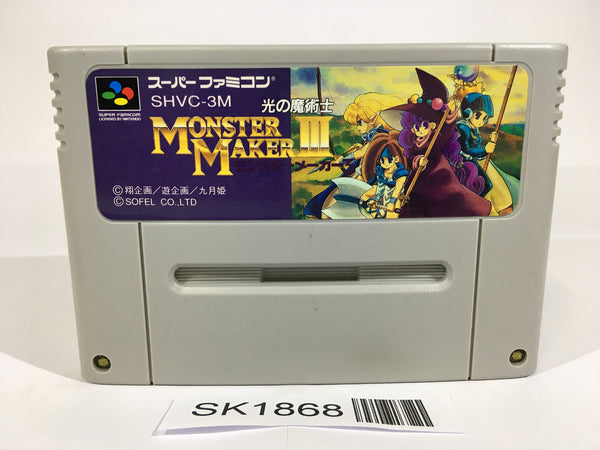 スーパーファミコン
SUPER FAMICOM
LICENSED BY NINTENDO
SHVC-3M
光の魔術士
MONSTER
MAKER III
モンスターメーカー
©翔企画/遊企画/九月姫
©SOFEL CO.,LTD
SK1868